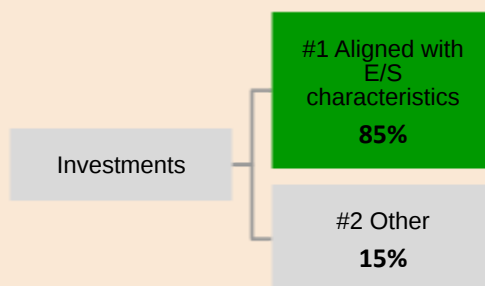 #1 Aligned with
E/S
characteristics
85%
Investments
#2 Other
15%